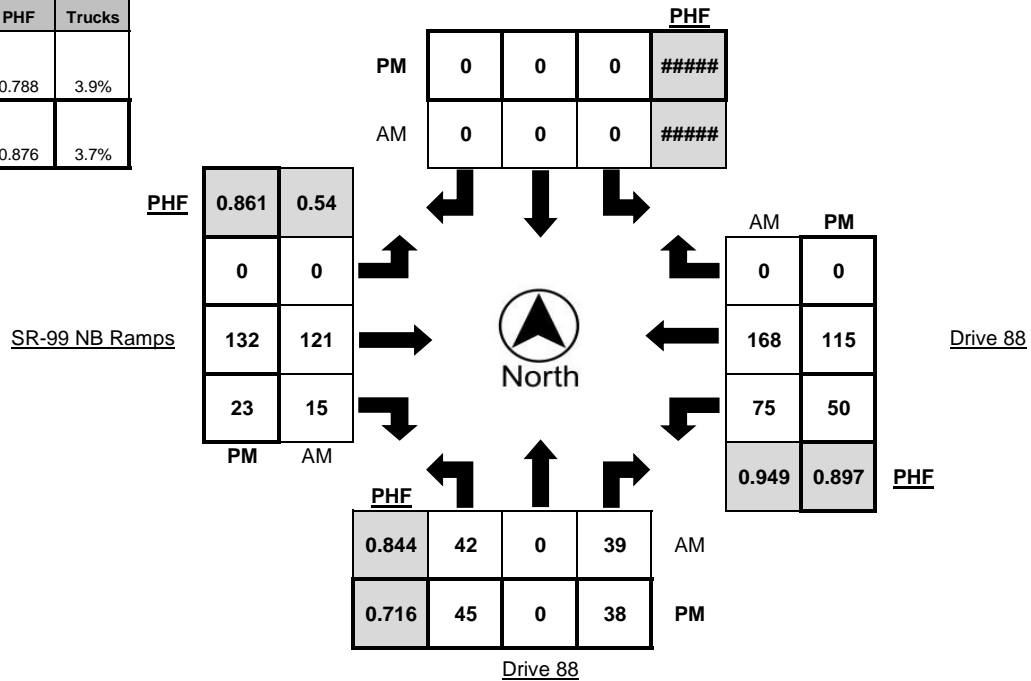 PHF Trucks
0.788 3.9%
0.876 3.7%
PHF
PM 0 0 0 #####
AM 0 0 0 #####
PHF 0.861 0.54
AM PM
0 0
0 0
SR-99 NB Ramps 132 121
North
168 115 Drive 88
23 15
75 50
PM AM
0.949 0.897 PHF
PHF
0.844 42 0 39 AM
0.716 45 0 38 PM
Drive 88